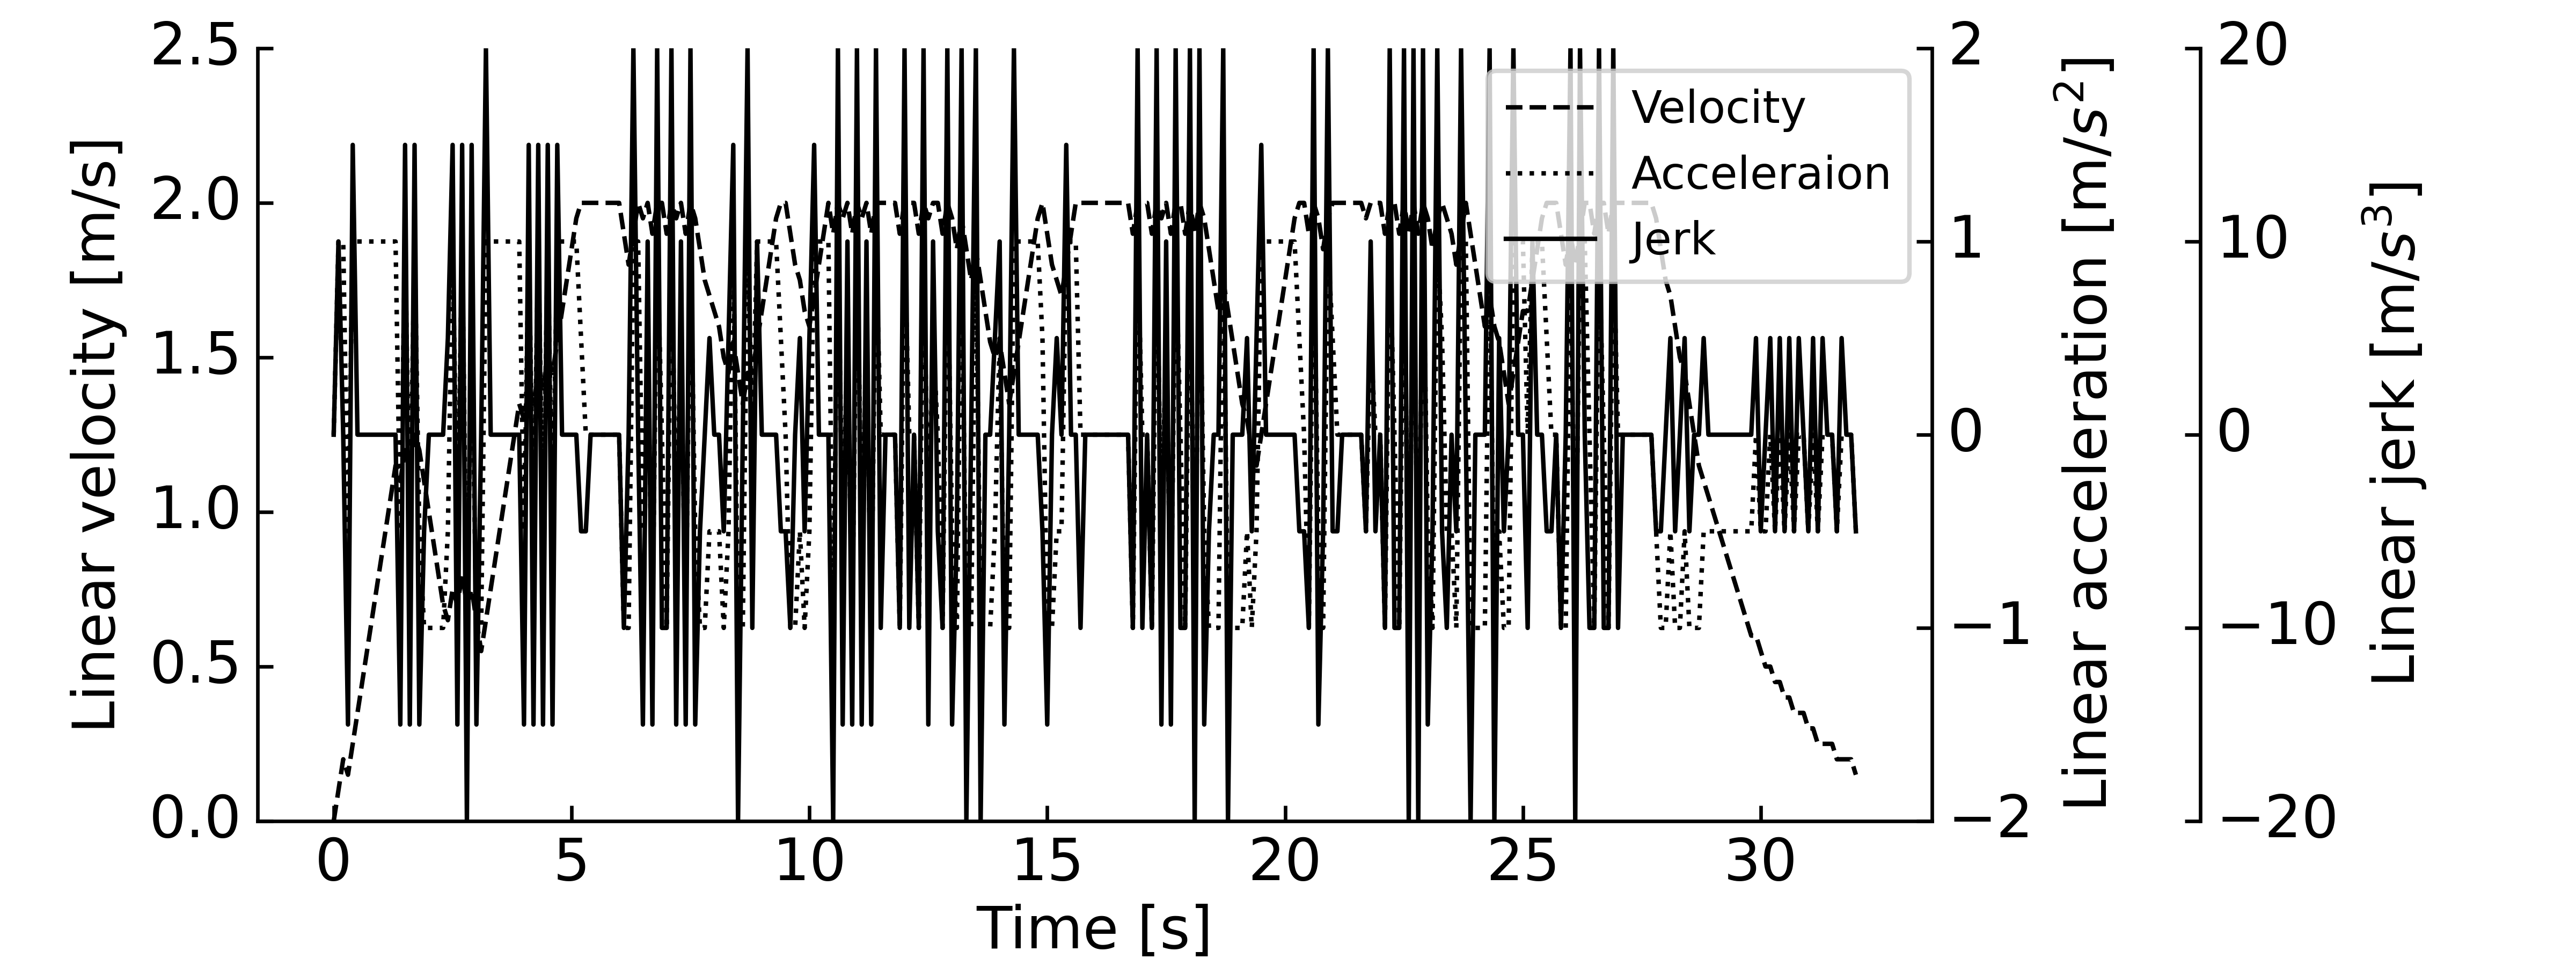 Linear velocity [m/s]
2.5
2.0
1.5
1.0
0.5
0.0
0 5 10 15 20 25 30
Time [s]
Velocity
Acceleraion
Jerk
2
1
0
−1
−2
Linear acceleration [m/s²]
20
10
0
−10
−20
Linear jerk [m/s³]